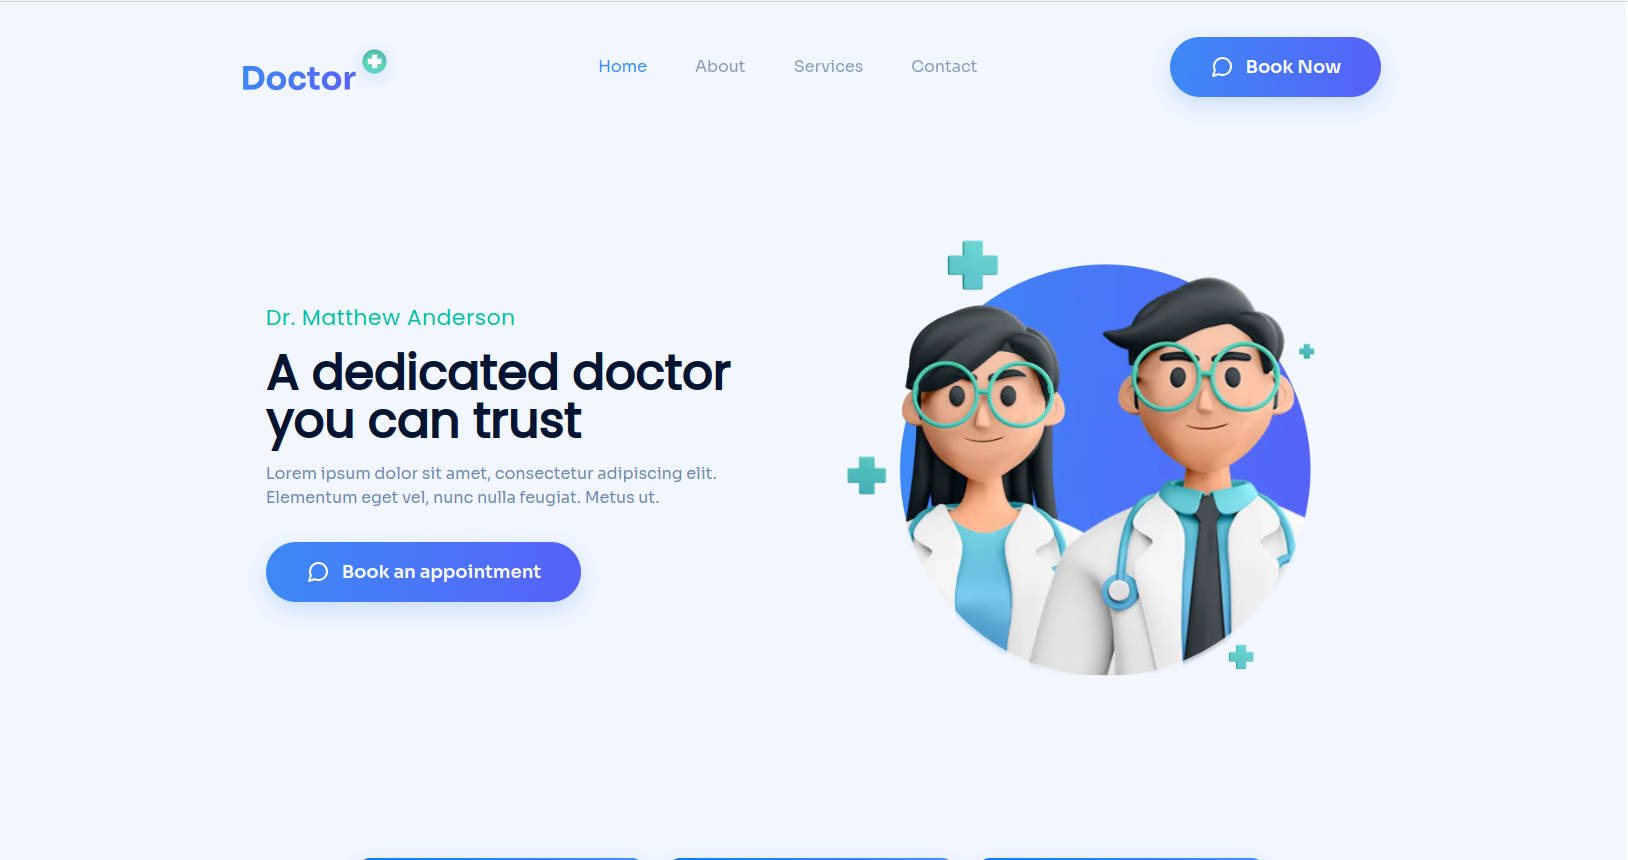 Doctor
Home
About
Services
Contact
Book Now
Dr. Matthew Anderson
A dedicated doctor
you can trust
Lorem ipsum dolor sit amet, consectetur adipiscing elit.
Elementum eget vel, nunc nulla feugiat. Metus ut.
Book an appointment